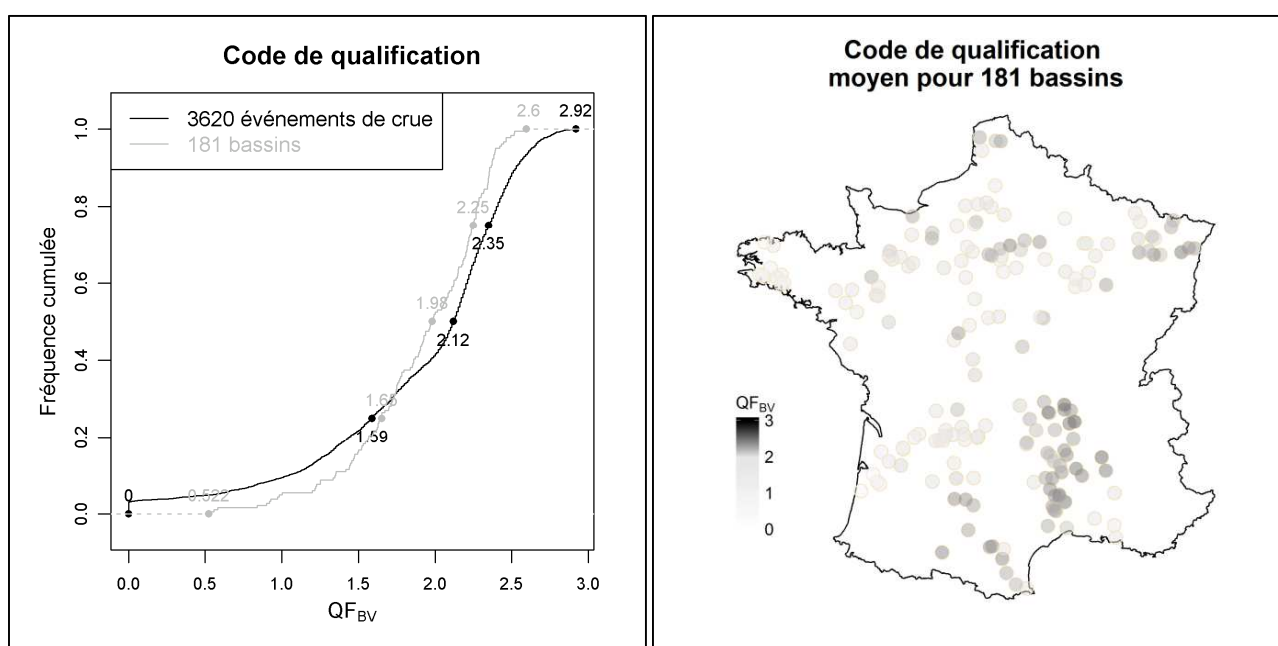 Code de qualification
3620 événements de crue
181 bassins
2.6
2.92
2.25
2.35
1.98
2.12
1.65
1.59
0
0.522
Fréquence cumulée
1.0
0.8
0.6
0.4
0.2
0.0
0.0 0.5 1.0 1.5 2.0 2.5 3.0
QFBV
Code de qualification
moyen pour 181 bassins
QFBV
3
2
1
0